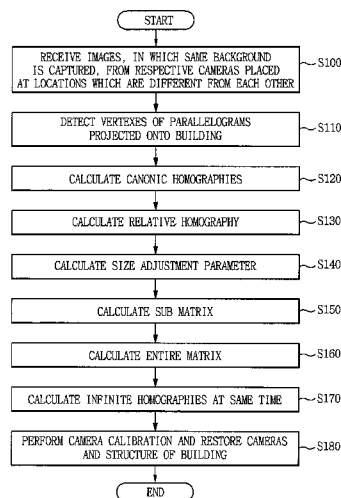 START
RECEIVE IMAGES, IN WHICH SAME BACKGROUND
IS CAPTURED, FROM RESPECTIVE CAMERAS PLACED
AT LOCATIONS WHICH ARE DIFFERENT FROM EACH OTHER
S100
DETECT VERTEXES OF PARALLELOGRAMS
PROJECTED ONTO BUILDING
S110
CALCULATE CANONIC HOMOGRAPHIES
S120
CALCULATE RELATIVE HOMOGRAPHY
S130
CALCULATE SIZE ADJUSTMENT PARAMETER
S140
CALCULATE SUB MATRIX
S150
CALCULATE ENTIRE MATRIX
S160
CALCULATE INFINITE HOMOGRAPHIES AT SAME TIME
S170
PERFORM CAMERA CALIBRATION AND RESTORE CAMERAS
AND STRUCTURE OF BUILDING
S180
END